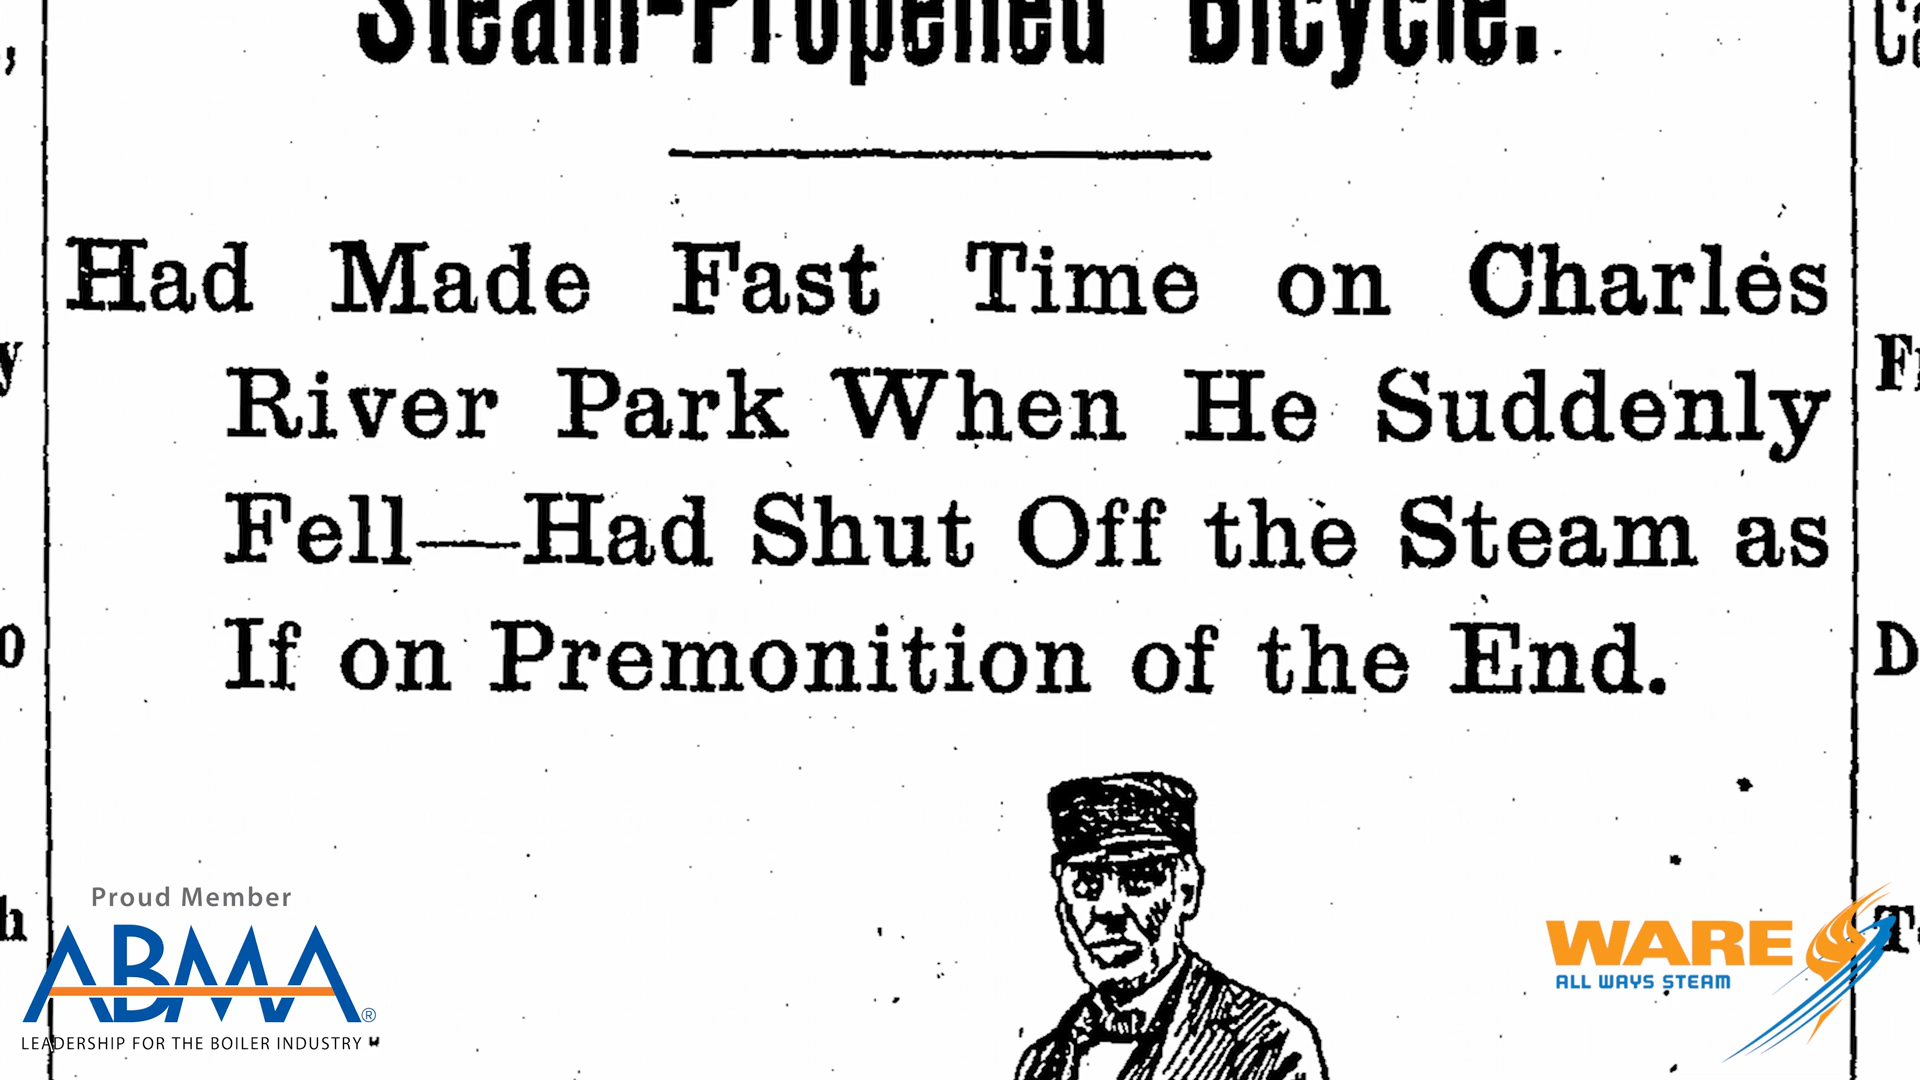 Steam-Propelled Bicycle.
Had Made Fast Time on Charles
River Park When He Suddenly
Fell—Had Shut Off the Steam as
If on Premonition of the End.
Proud Member
ABMA®
LEADERSHIP FOR THE BOILER INDUSTRY
WARE
ALL WAYS STEAM